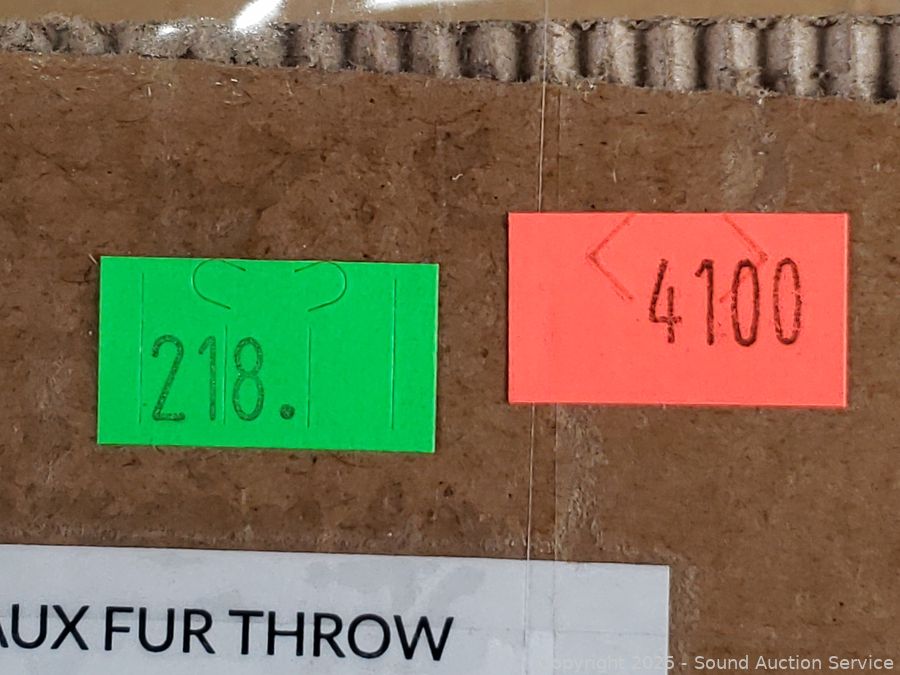 218.
4100
AUX FUR THROW
Copyright 2025 - Sound Auction Service